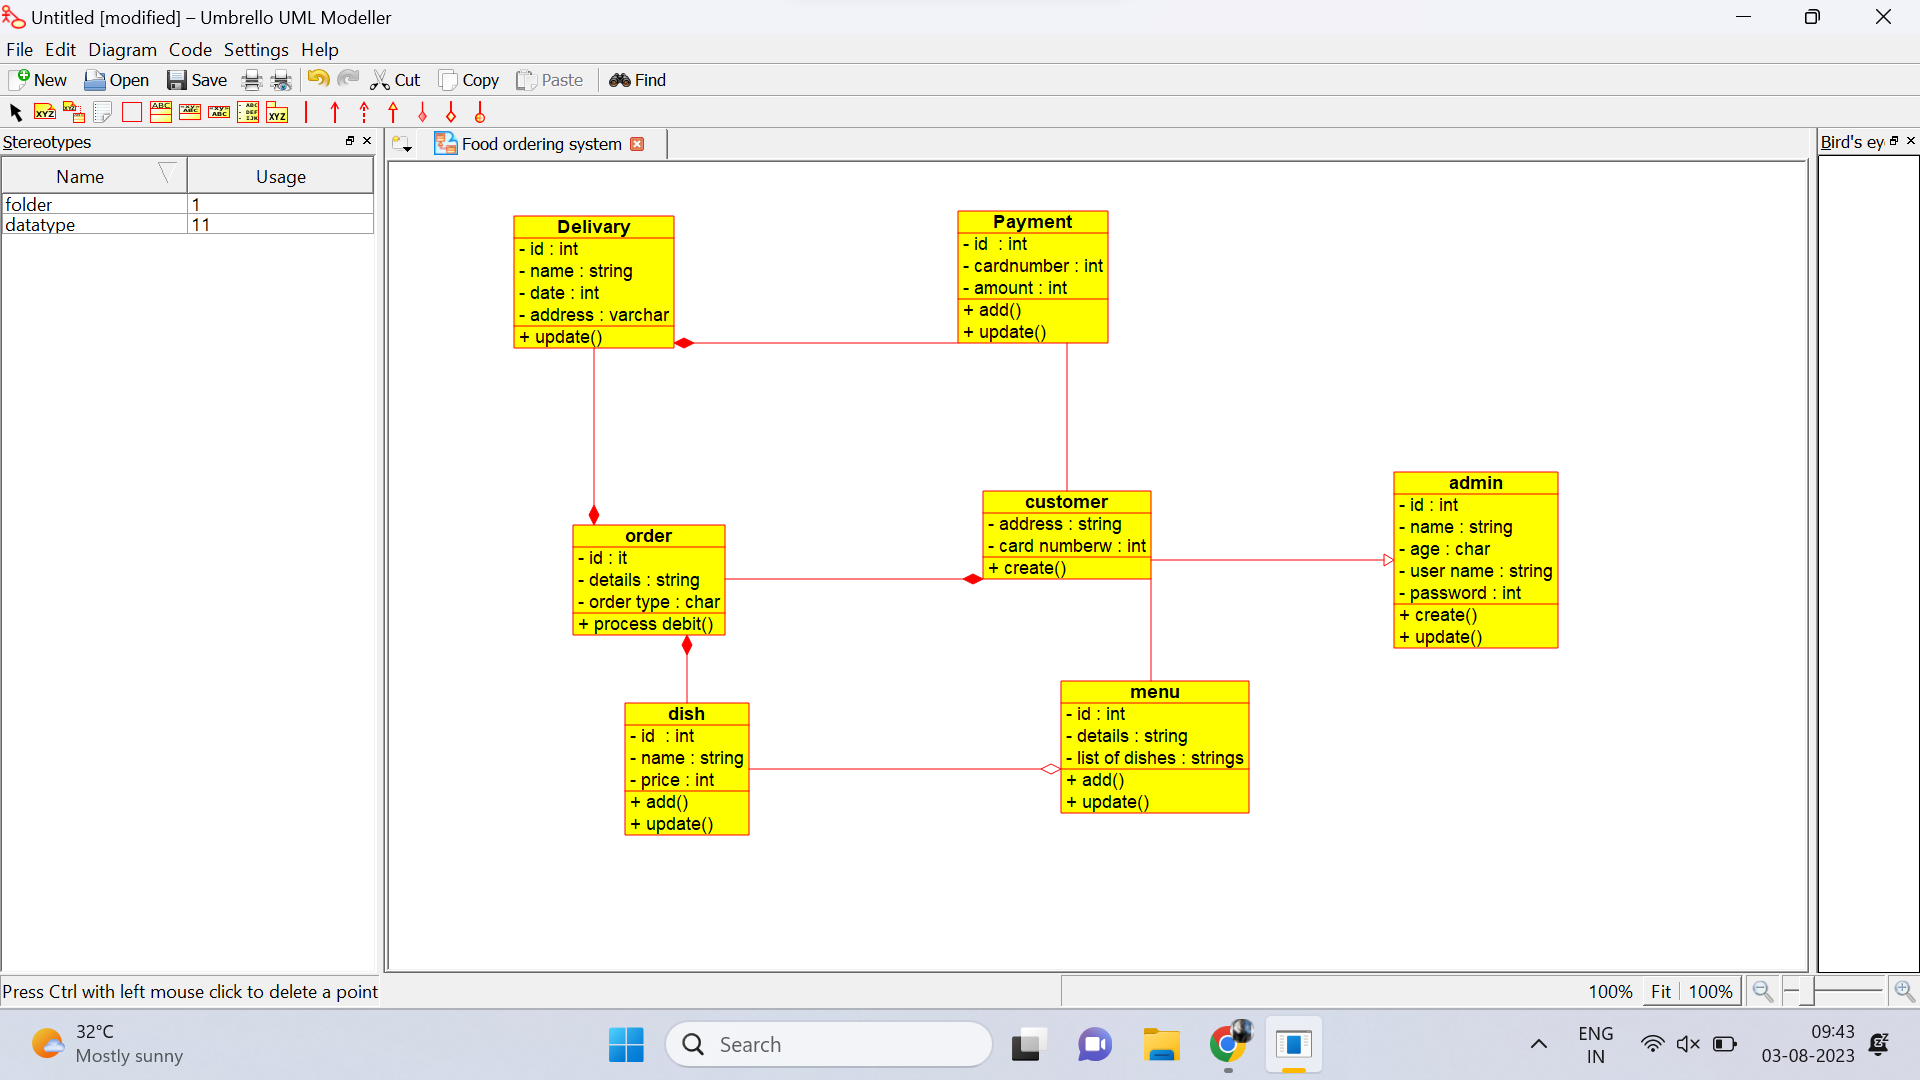 Untitled [modified] – Umbrello UML Modeller
File Edit Diagram Code Settings Help
New Open Save Cut Copy Paste Find
Stereotypes
Name Usage
folder 1
datatype 11
Food ordering system
Bird's ey
Delivary
- id : int
- name : string
- date : int
- address : varchar
+ update()
Payment
- id : int
- cardnumber : int
- amount : int
+ add()
+ update()
customer
- address : string
- card numberw : int
+ create()
admin
- id : int
- name : string
- age : char
- user name : string
- password : int
+ create()
+ update()
order
- id : it
- details : string
- order type : char
+ process debit()
dish
- id : int
- name : string
- price : int
+ add()
+ update()
menu
- id : int
- details : string
- list of dishes : strings
+ add()
+ update()
Press Ctrl with left mouse click to delete a point
100% Fit 100%
32°C
Mostly sunny
Search
ENG
IN
09:43
03-08-2023